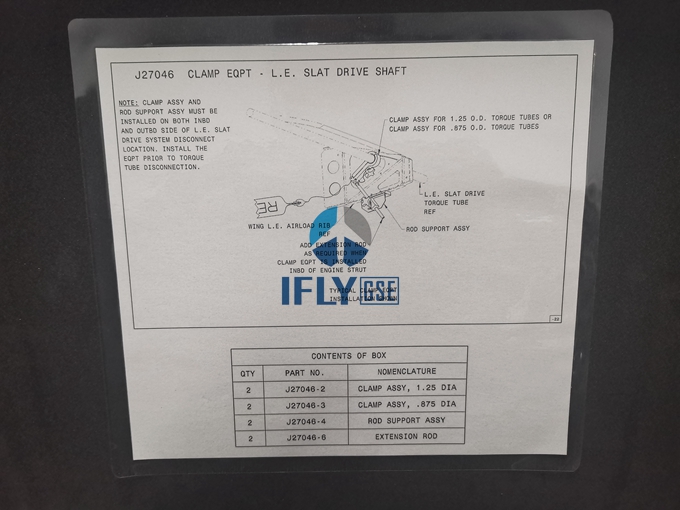 J27046 CLAMP EQPT - L.E. SLAT DRIVE SHAFT
NOTE: CLAMP ASSY AND
ROD SUPPORT ASSY MUST BE
INSTALLED ON BOTH INBD
AND OUTBD SIDE OF L.E. SLAT
DRIVE SYSTEM DISCONNECT
LOCATION. INSTALL THE
EQPT PRIOR TO TORQUE
TUBE DISCONNECTION.
CLAMP ASSY FOR 1.25 O.D. TORQUE TUBES OR
CLAMP ASSY FOR .875 O.D. TORQUE TUBES
L.E. SLAT DRIVE
TORQUE TUBE
REF
ROD SUPPORT ASSY
RE
WING L.E. AIRLOAD RIB
REF
ADD EXTENSION ROD
AS REQUIRED WHEN
CLAMP EQPT IS INSTALLED
INBD OF ENGINE STRUT
TYPICAL CLAMP EQPT
INSTALLATION SHOWN
IFLY GSE
CONTENTS OF BOX
QTY PART NO. NOMENCLATURE
2 J27046-2 CLAMP ASSY, 1.25 DIA
2 J27046-3 CLAMP ASSY, .875 DIA
2 J27046-4 ROD SUPPORT ASSY
2 J27046-6 EXTENSION ROD